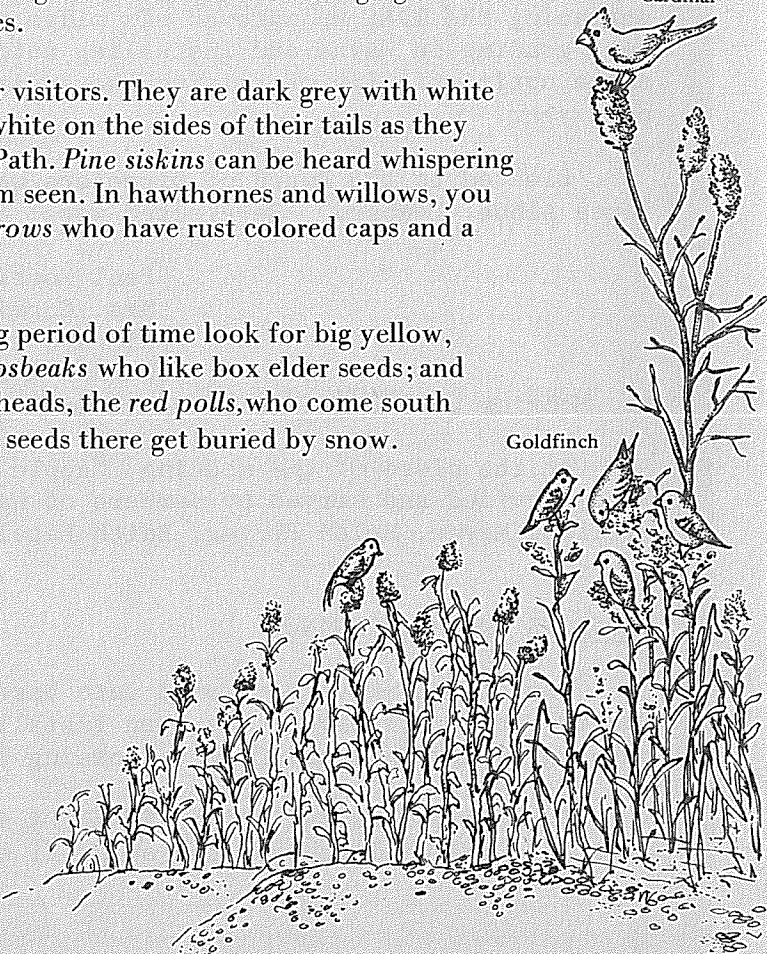 Cardinal
es.
visitors. They are dark grey with white
white on the sides of their tails as they
Path. Pine siskins can be heard whispering
seen. In hawthornes and willows, you
who have rust colored caps and a
period of time look for big yellow,
who like box elder seeds; and
heads, the red polls, who come south
seeds there get buried by snow.
Goldfinch